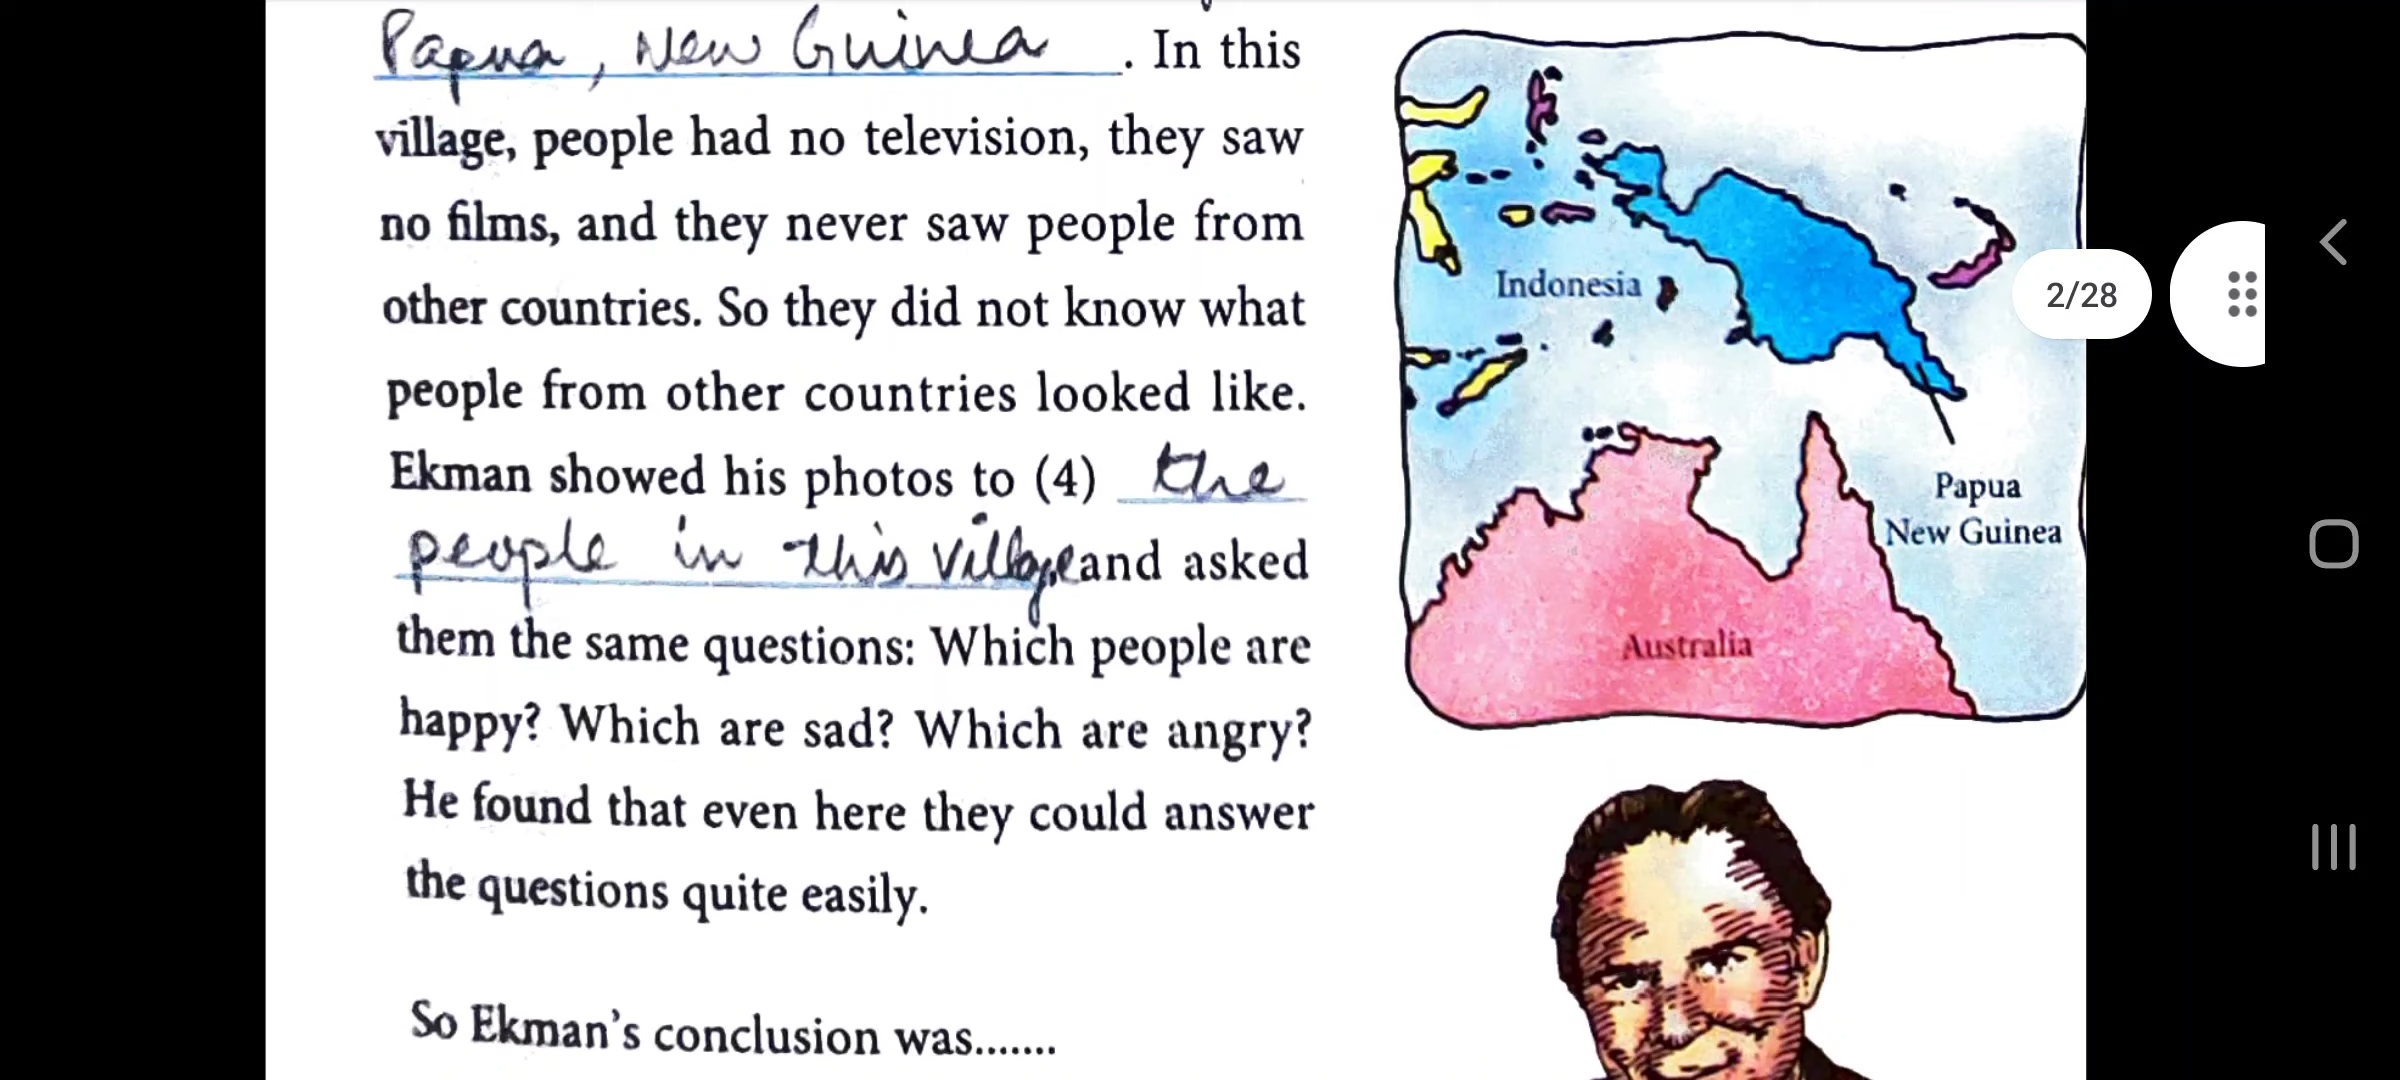 Papua, New Guinea. In this
village, people had no television, they saw
no films, and they never saw people from
other countries. So they did not know what
people from other countries looked like.
Ekman showed his photos to (4) the
people in this village and asked
them the same questions: Which people are
happy? Which are sad? Which are angry?
He found that even here they could answer
the questions quite easily.
So Ekman's conclusion was.......
Indonesia
Papua
New Guinea
Australia
2/28